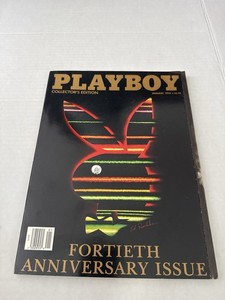 PLAYBOY
COLLECTOR'S EDITION
FORTIETH
ANNIVERSARY ISSUE